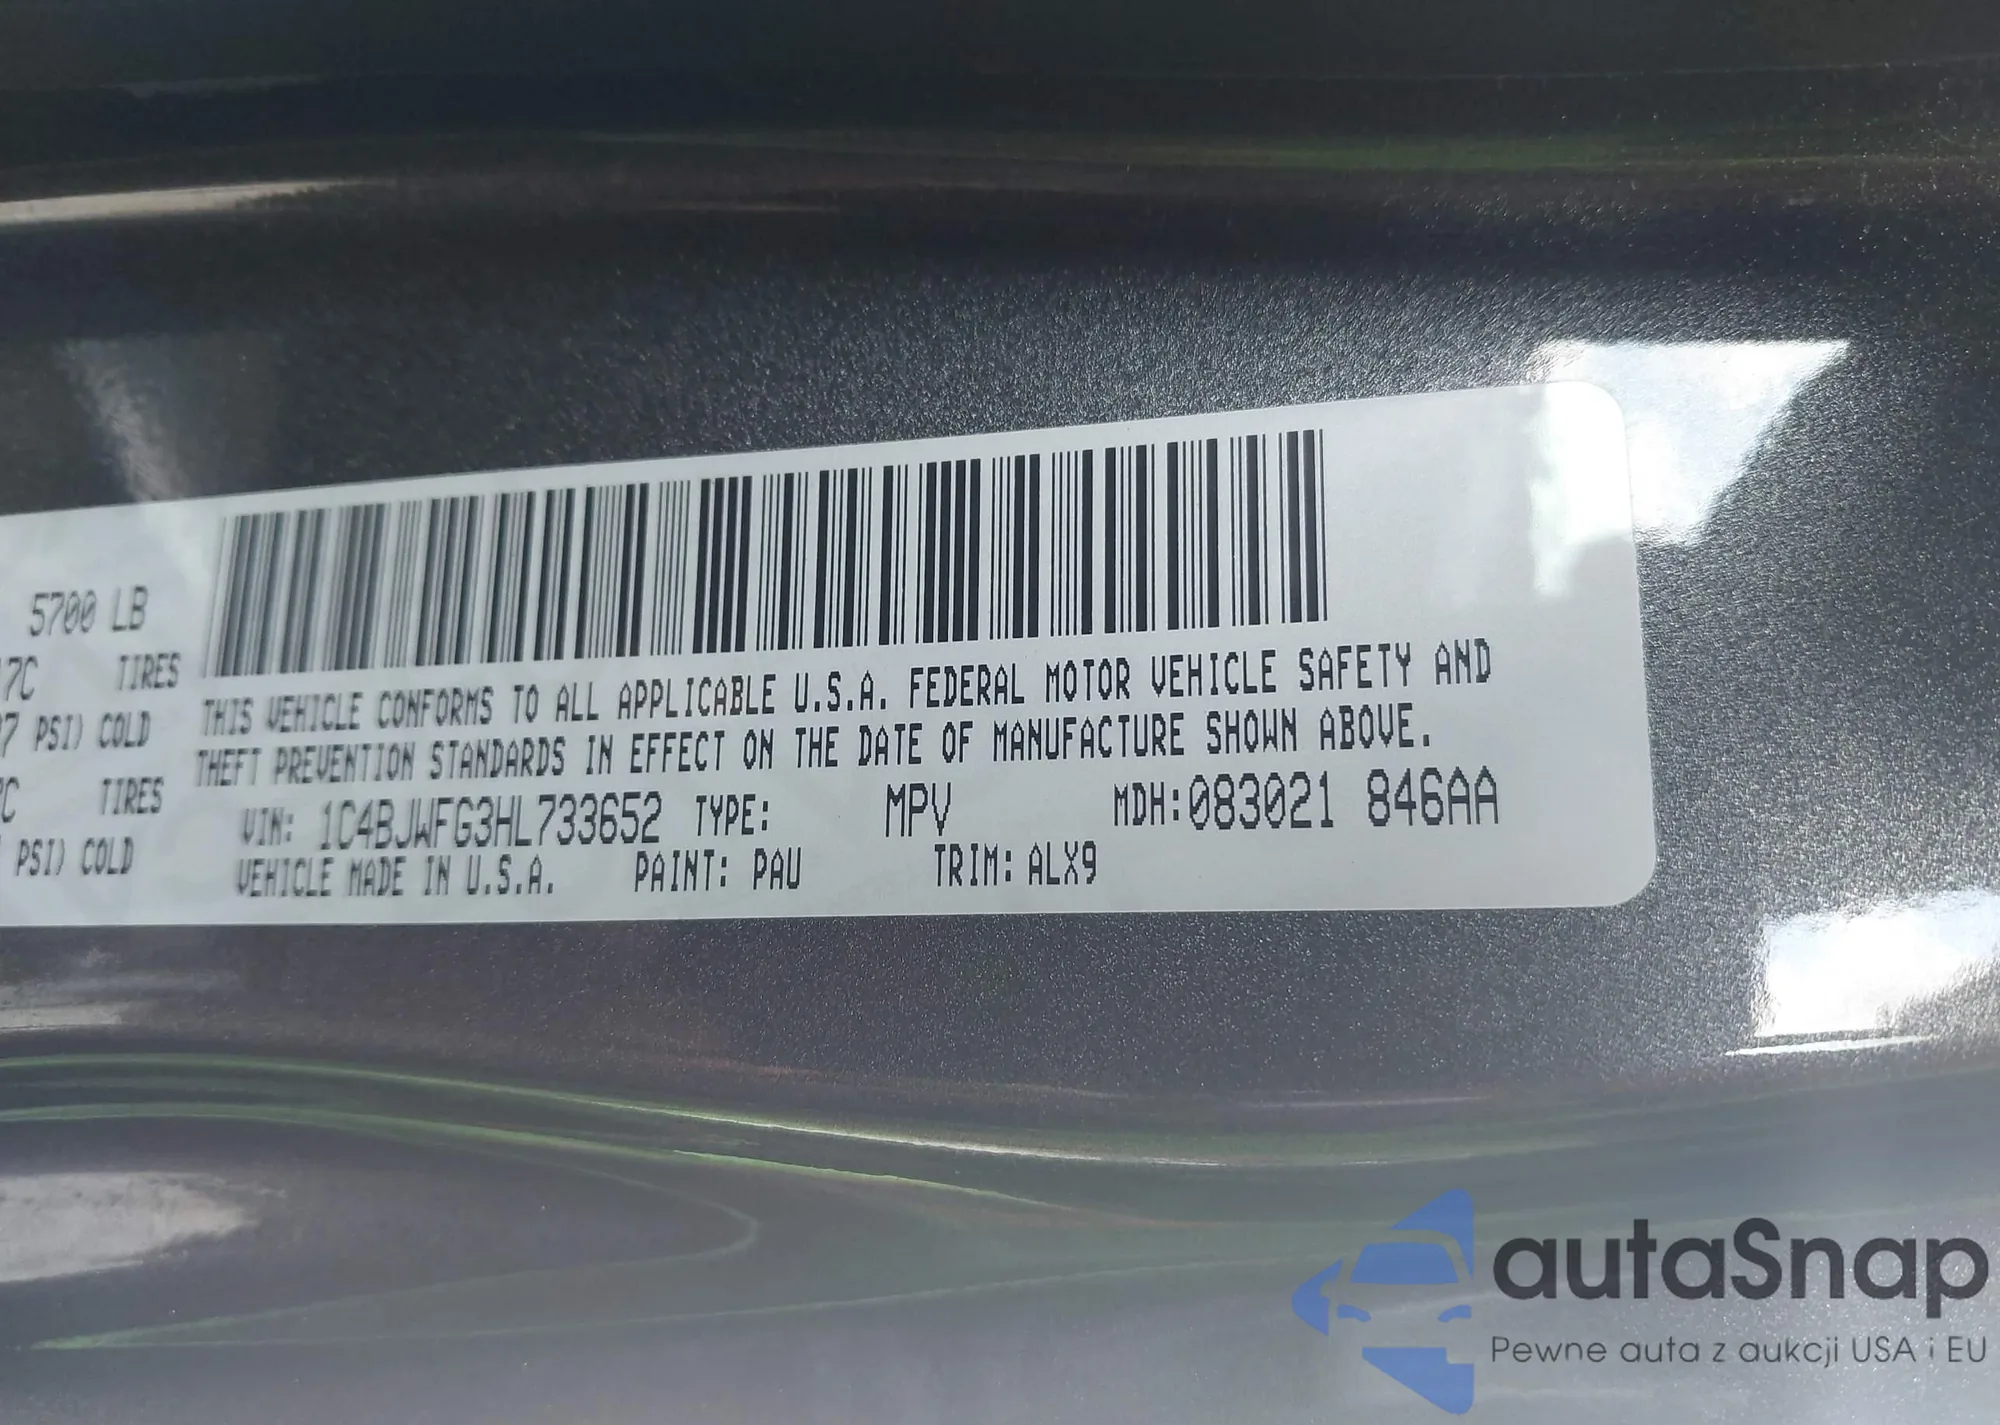 5700 LB
17C TIRES
PSI) COLD
TIRES
PSI) COLD
THIS VEHICLE CONFORMS TO ALL APPLICABLE U.S.A. FEDERAL MOTOR VEHICLE SAFETY AND
THEFT PREVENTION STANDARDS IN EFFECT ON THE DATE OF MANUFACTURE SHOWN ABOVE.
VIN: 1C4BJWFG3HL733652 TYPE: MPV MDH:083021 846AA
VEHICLE MADE IN U.S.A. PAINT: PAU TRIM: ALX9
autaSnap
Pewne auta z aukcji USA i EU